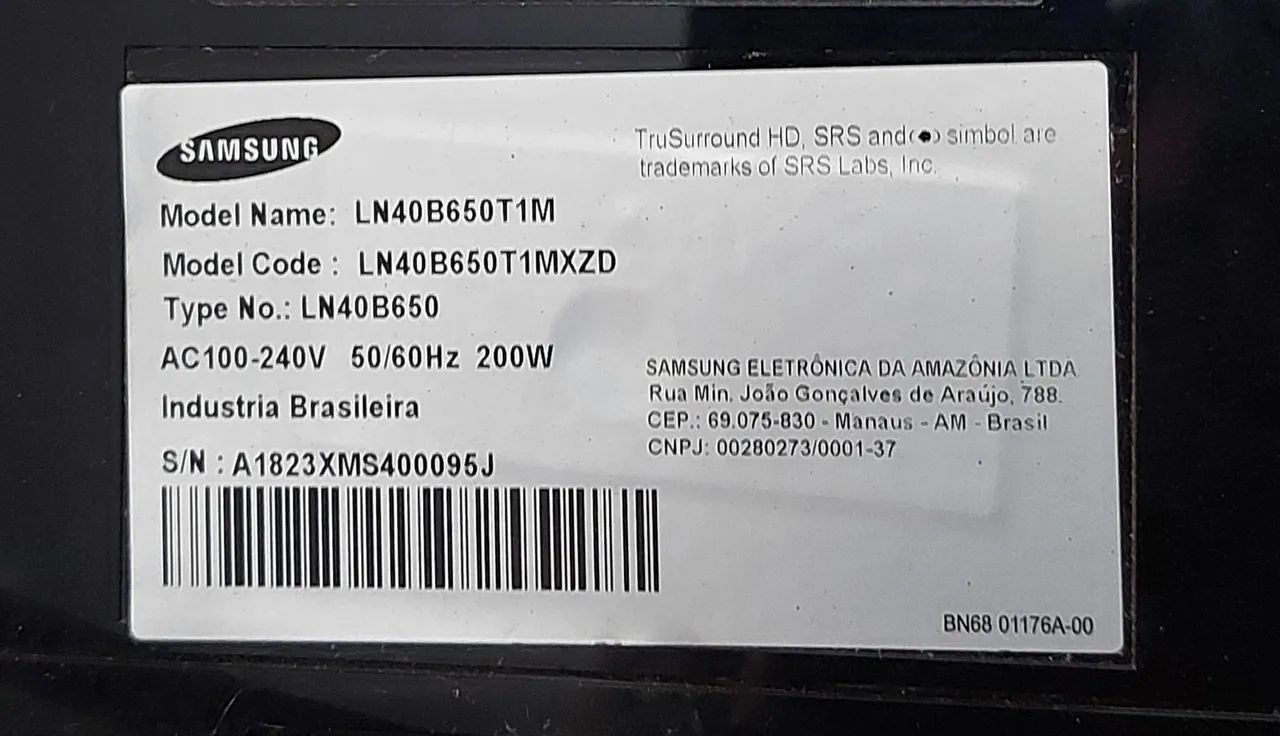 SAMSUNG
Model Name: LN40B650T1M
Model Code : LN40B650T1MXZD
Type No.: LN40B650
AC100-240V 50/60Hz 200W
Industria Brasileira
S/N : A1823XMS400095J
TruSurround HD, SRS and (●) simbol are
trademarks of SRS Labs, Inc.
SAMSUNG ELETRÔNICA DA AMAZÔNIA LTDA
Rua Min. João Gonçalves de Araújo, 788.
CEP.: 69.075-830 - Manaus - AM - Brasil
CNPJ: 00280273/0001-37
BN68 01176A-00